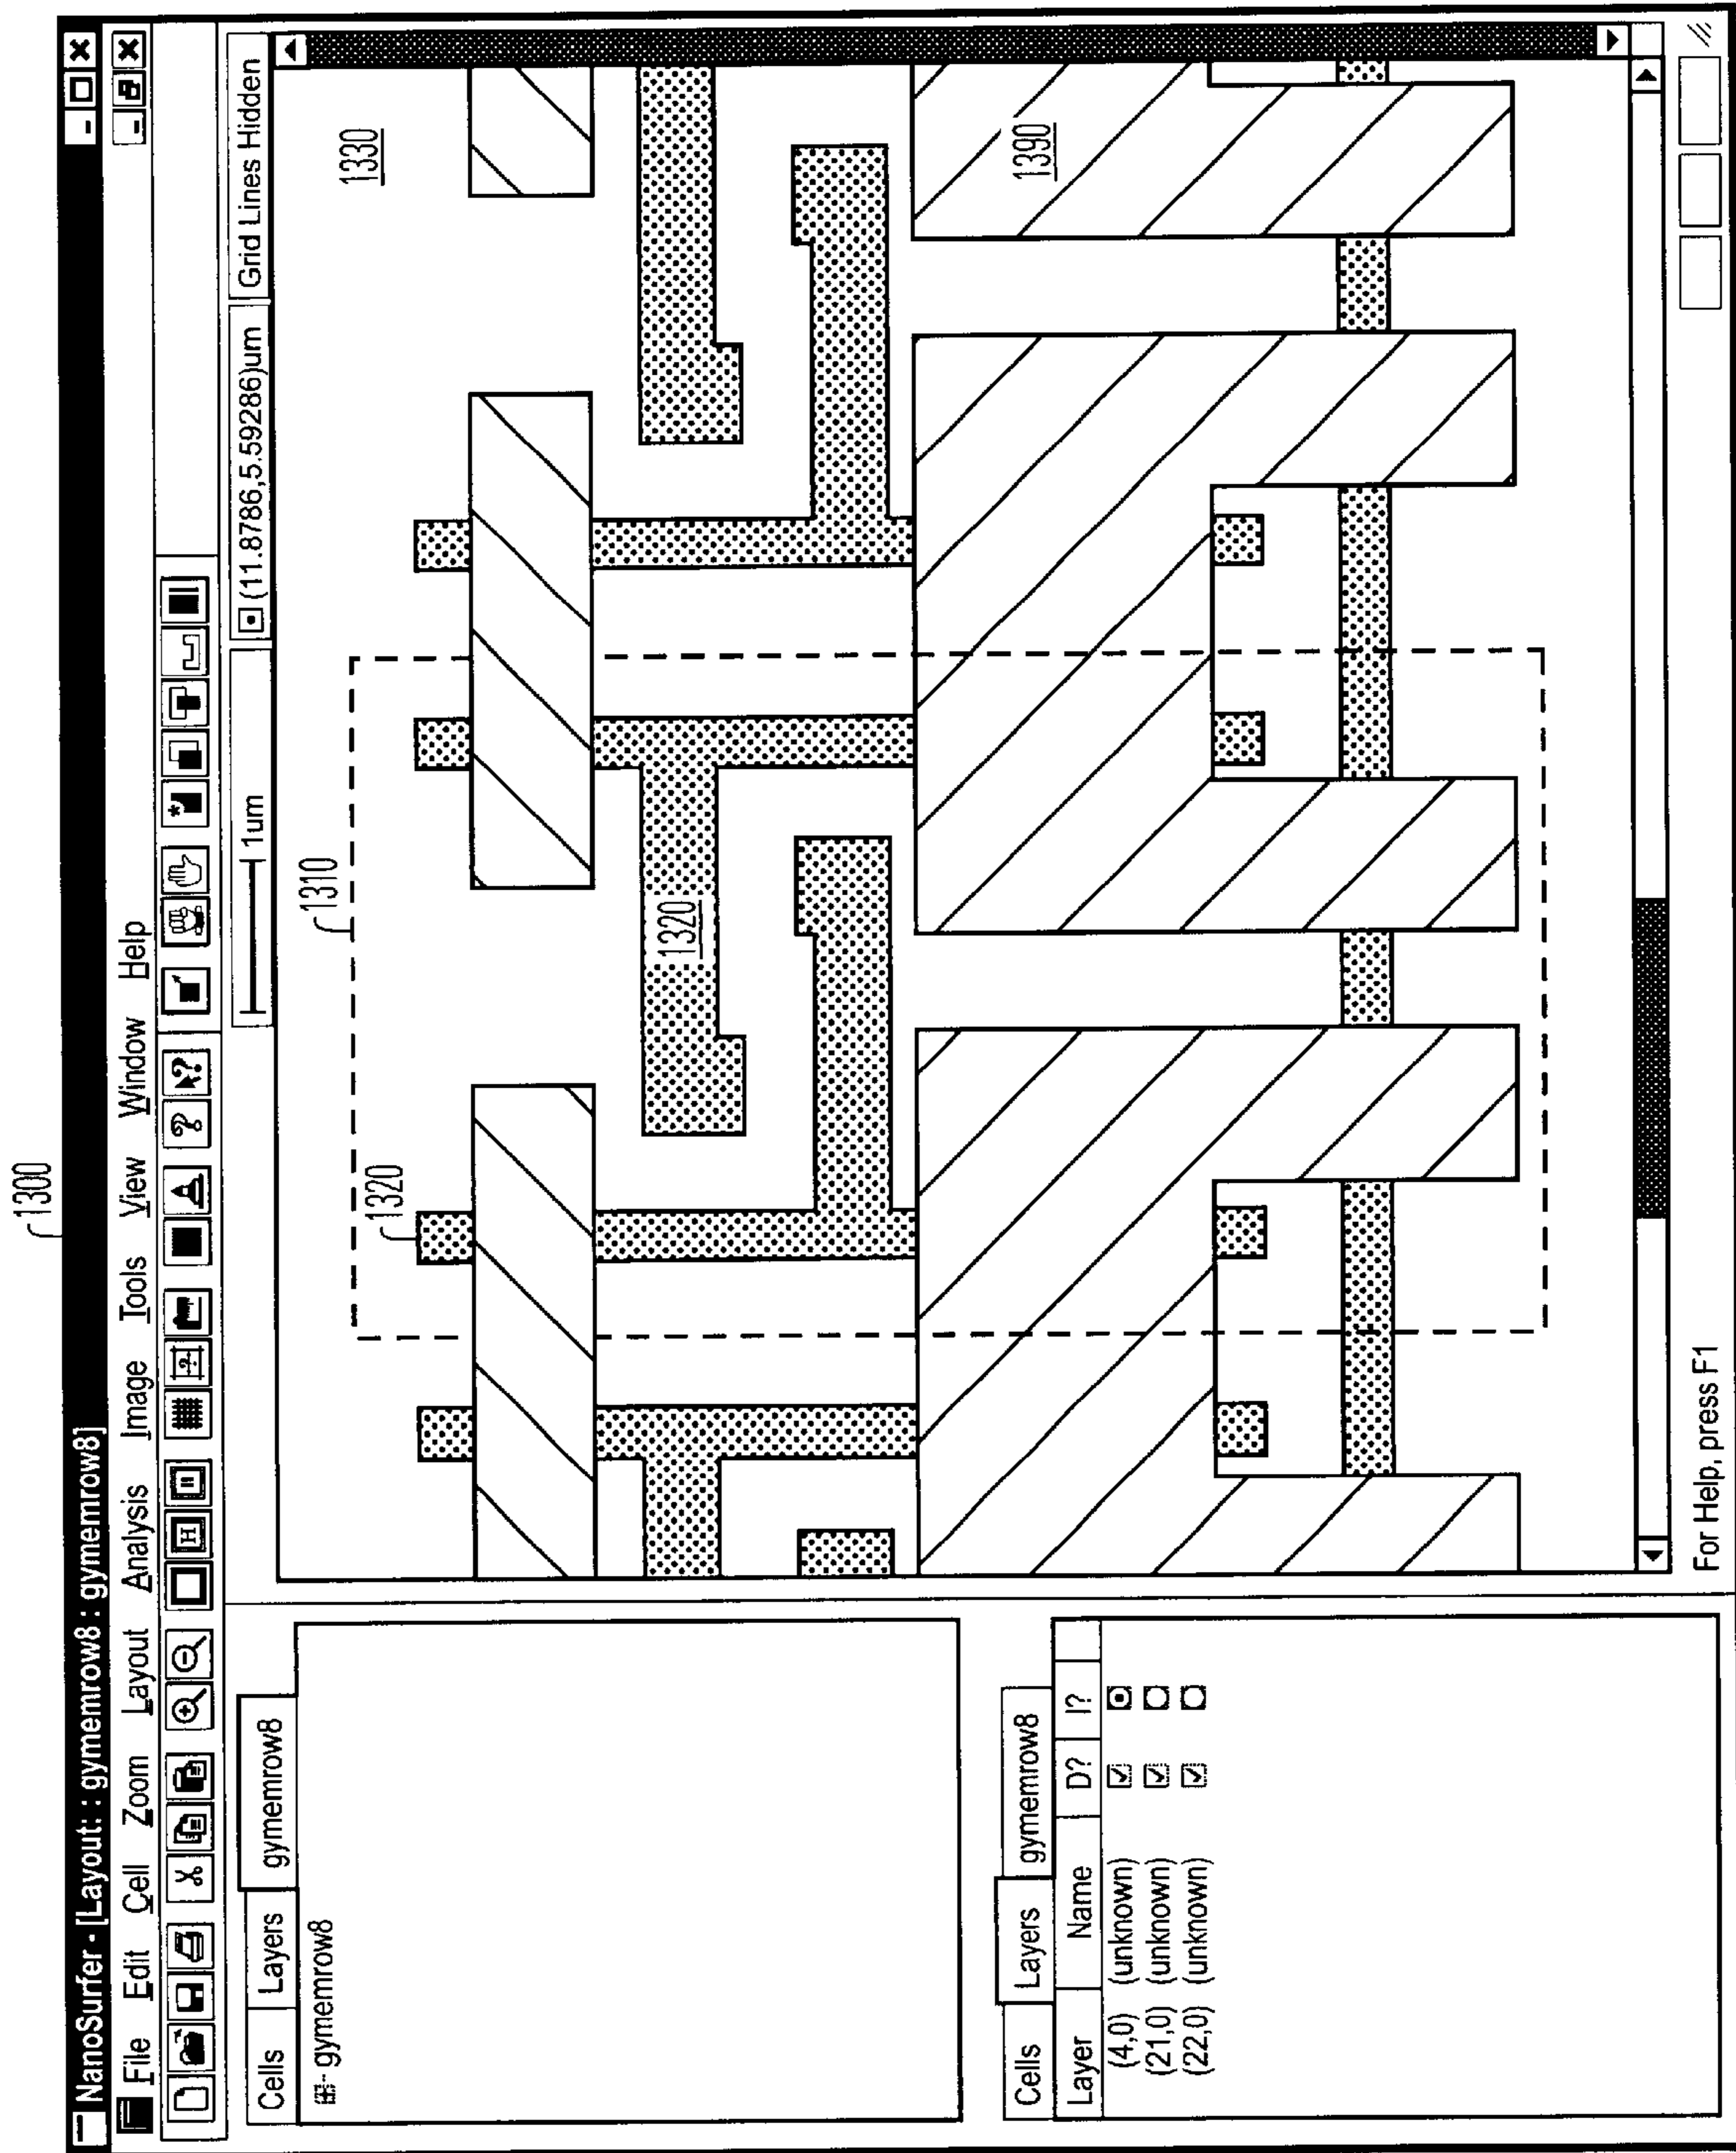 1300
NanoSurfer - [Layout: : gymemrow8 : gymemrow8]
File Edit Cell Zoom Layout Analysis Image Tools View Window Help
1um (11.8786,5.59286)um Grid Lines Hidden
Cells Layers gymemrow8
gymemrow8
Cells Layers gymemrow8
Layer Name D? I?
(4,0) (unknown)
(21,0) (unknown)
(22,0) (unknown)
1310
1330
1320
1320
1390
For Help, press F1